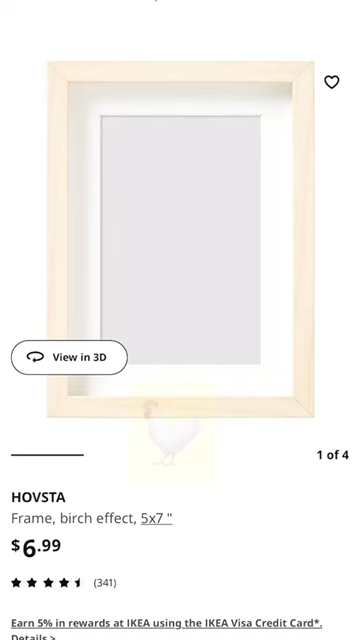 View in 3D
1 of 4
HOVSTA
Frame, birch effect, 5x7 "
$6.99
(341)
Earn 5% in rewards at IKEA using the IKEA Visa Credit Card*.
Details >